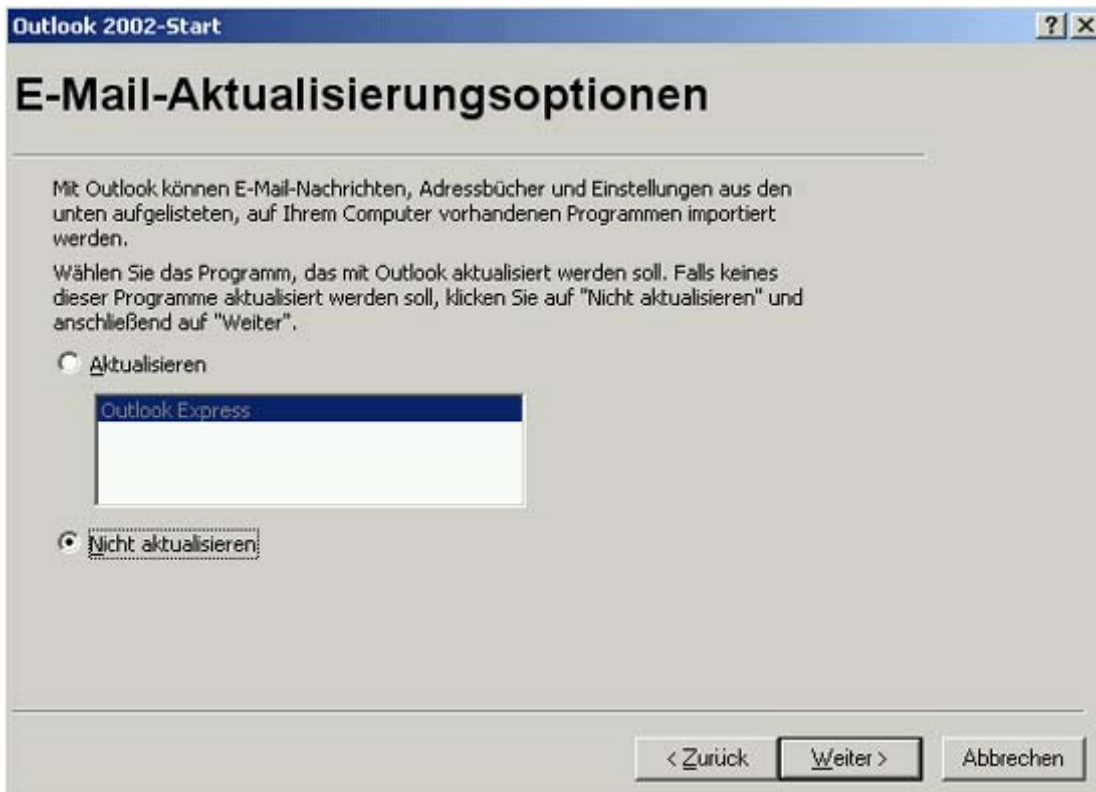 Outlook 2002-Start
E-Mail-Aktualisierungsoptionen
Mit Outlook können E-Mail-Nachrichten, Adressbücher und Einstellungen aus den
unten aufgelisteten, auf Ihrem Computer vorhandenen Programmen importiert
werden.
Wählen Sie das Programm, das mit Outlook aktualisiert werden soll. Falls keines
dieser Programme aktualisiert werden soll, klicken Sie auf "Nicht aktualisieren" und
anschließend auf "Weiter".
Aktualisieren
Outlook Express
Nicht aktualisieren
< Zurück Weiter > Abbrechen